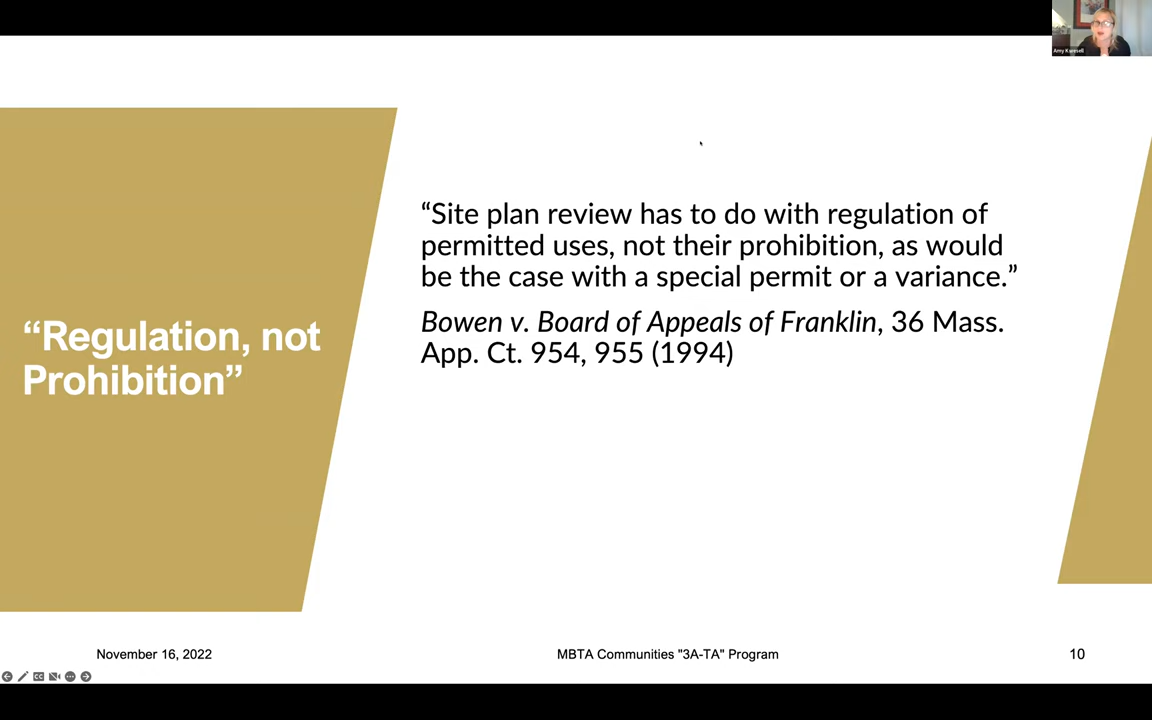 Amy Kwesell
“Regulation, not
Prohibition”
“Site plan review has to do with regulation of
permitted uses, not their prohibition, as would
be the case with a special permit or a variance.”
Bowen v. Board of Appeals of Franklin, 36 Mass.
App. Ct. 954, 955 (1994)
November 16, 2022
MBTA Communities "3A-TA" Program
10